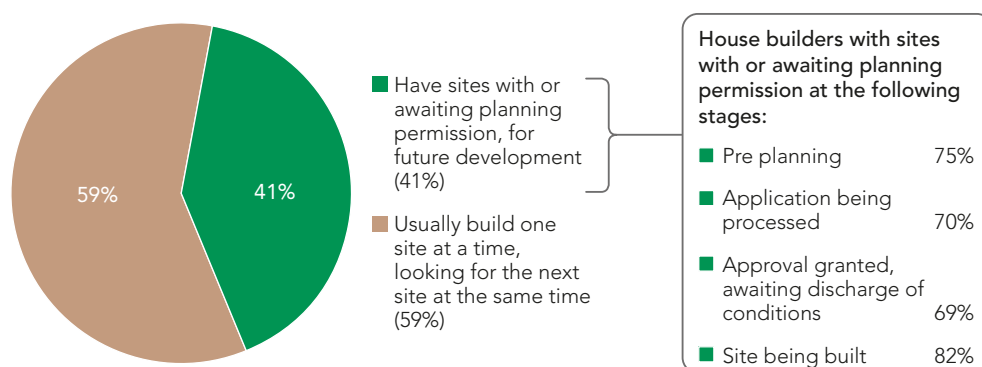 59%
41%
Have sites with or
awaiting planning
permission, for
future development
(41%)
Usually build one
site at a time,
looking for the next
site at the same time
(59%)
House builders with sites
with or awaiting planning
permission at the following
stages:
Pre planning 75%
Application being
processed 70%
Approval granted,
awaiting discharge of
conditions 69%
Site being built 82%